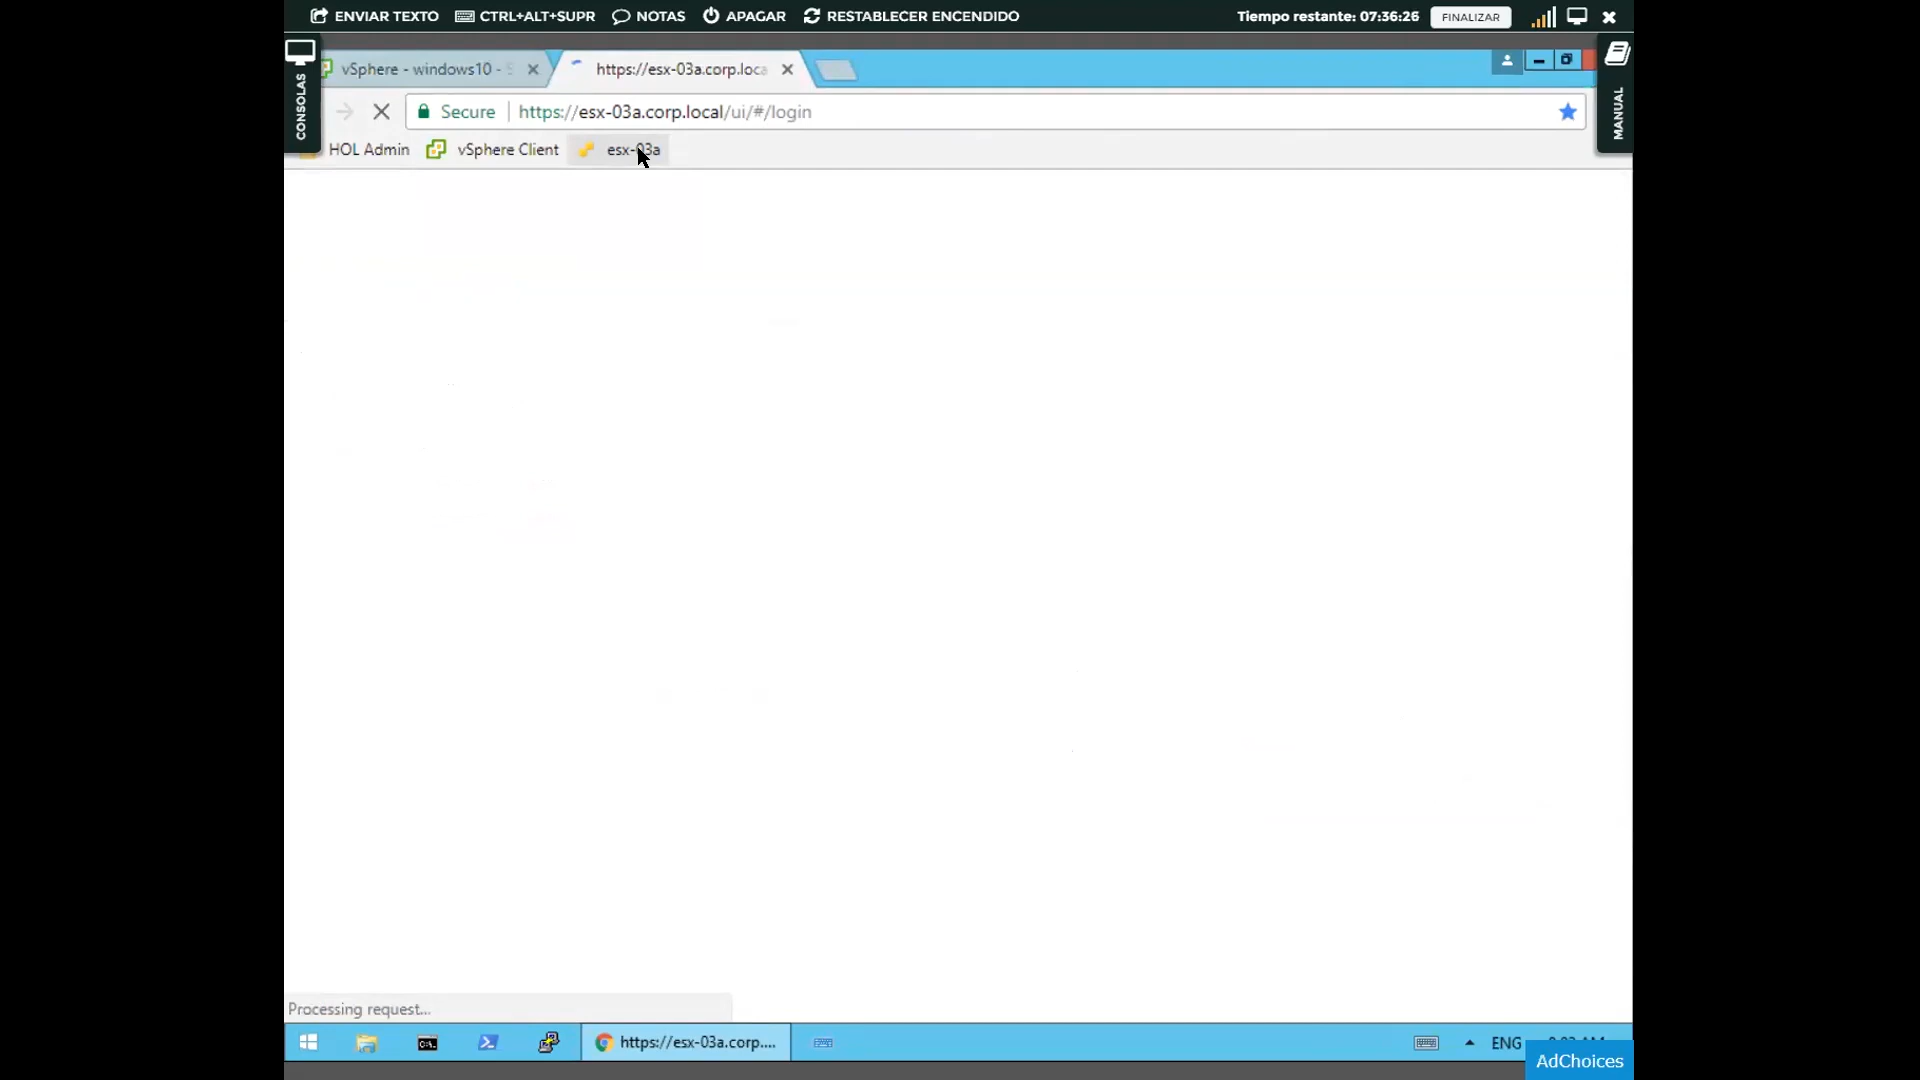 ENVIAR TEXTO CTRL+ALT+SUPR NOTAS APAGAR RESTABLECER ENCENDIDO Tiempo restante: 07:36:26 FINALIZAR
CONSOLAS
MANUAL
vSphere - windows10 - https://esx-03a.corp.loca
Secure https://esx-03a.corp.local/ui/#/login
HOL Admin vSphere Client esx-03a
Processing request...
https://esx-03a.corp.... ENG
AdChoices